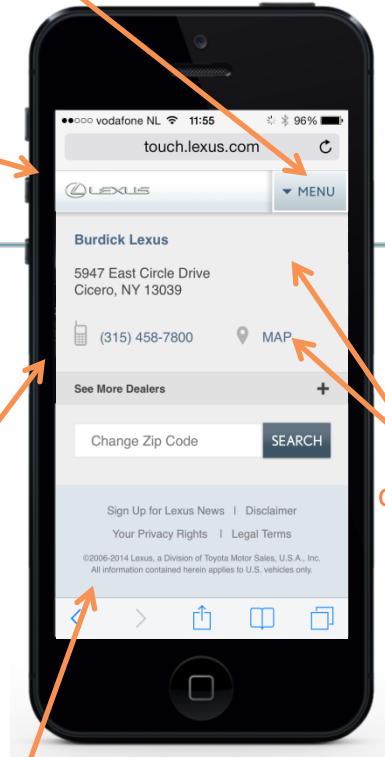 vodafone NL 11:55 96%
touch.lexus.com
LEXUS MENU
Burdick Lexus
5947 East Circle Drive
Cicero, NY 13039
(315) 458-7800 MAP
See More Dealers +
Change Zip Code SEARCH
Sign Up for Lexus News | Disclaimer
Your Privacy Rights | Legal Terms
©2006-2014 Lexus, a Division of Toyota Motor Sales, U.S.A., Inc.
All information contained herein applies to U.S. vehicles only.